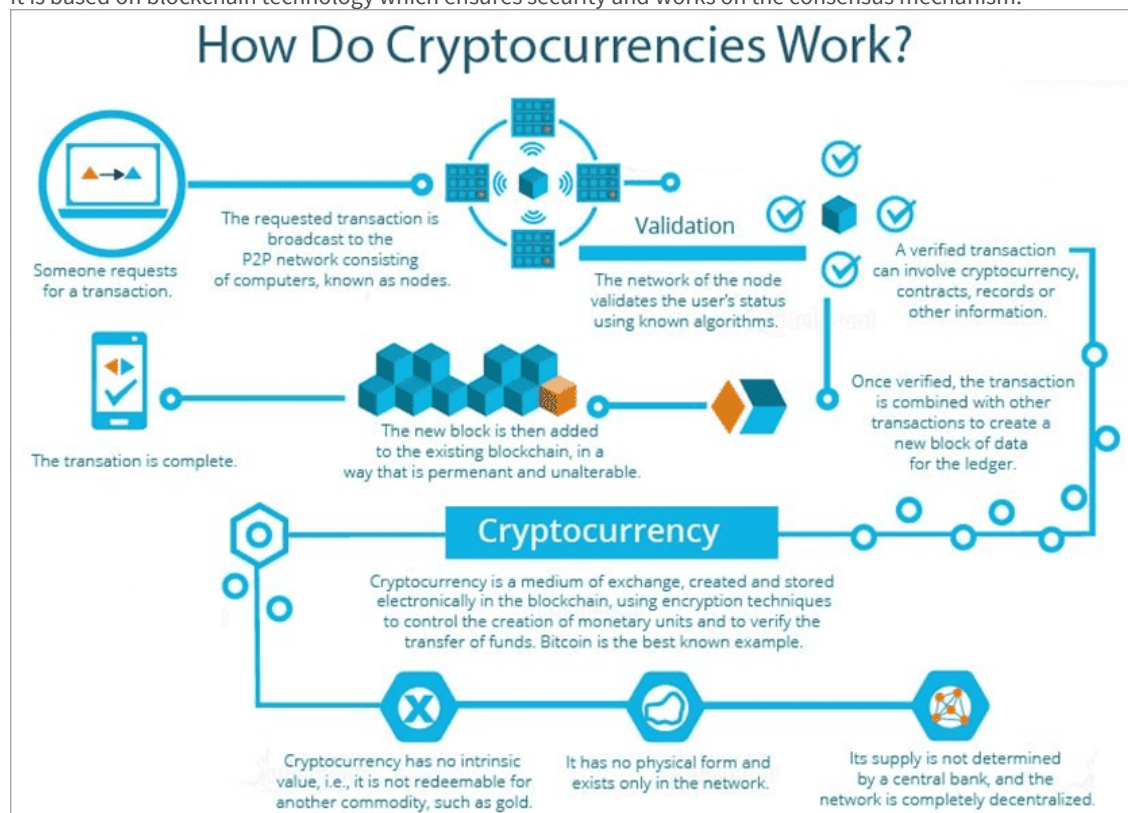 It is based on blockchain technology which ensures security and works on the consensus mechanism.
How Do Cryptocurrencies Work?
Someone requests
for a transaction.
The requested transaction is
broadcast to the
P2P network consisting
of computers, known as nodes.
Validation
The network of the node
validates the user's status
using known algorithms.
A verified transaction
can involve cryptocurrency,
contracts, records or
other information.
Once verified, the transaction
is combined with other
transactions to create a
new block of data
for the ledger.
The new block is then added
to the existing blockchain, in a
way that is permenant and unalterable.
The transation is complete.
Cryptocurrency
Cryptocurrency is a medium of exchange, created and stored
electronically in the blockchain, using encryption techniques
to control the creation of monetary units and to verify the
transfer of funds. Bitcoin is the best known example.
X
Cryptocurrency has no intrinsic
value, i.e., it is not redeemable for
another commodity, such as gold.
It has no physical form and
exists only in the network.
Its supply is not determined
by a central bank, and the
network is completely decentralized.